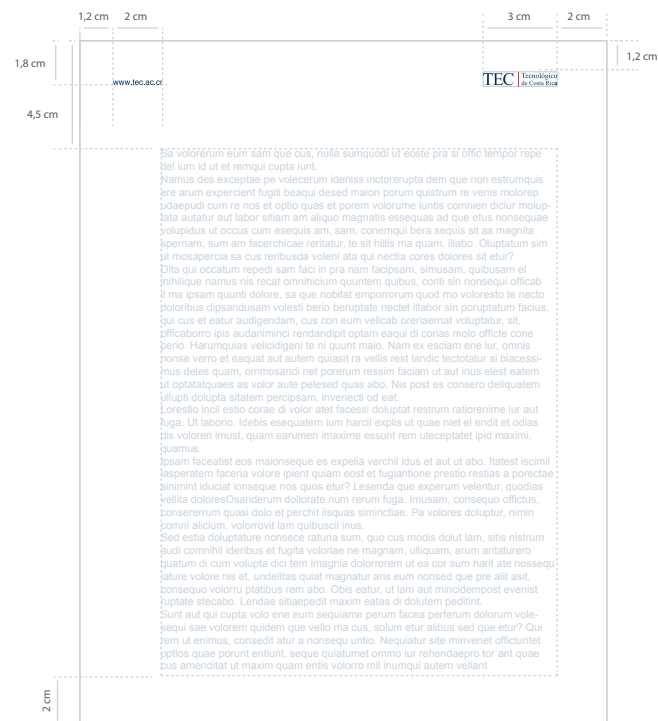 1,2 cm 2 cm 3 cm 2 cm
1,8 cm 1,2 cm
www.tec.ac.cr TEC Tecnológico
de Costa Rica
4,5 cm
Sa volorerum eum sam que cus, nulla sumquodi ut eoste pra si offic tempor repe
del ium id ut et remqui cupta iunt.
Namus des exceptae pe volecerum ideniss inctorerupta dem que non estrumquis
ere arum expercient fugiti beaqui desed maion porum quistrum re venis molorep
udaepudi cum re nos et optio quas et porem volorume iuntis comnien diciur molup-
tata autatur aut labor sitiam am aliquo magnatis essequas ad que etus nonsequae
volupidus ut occus cum esequis am, sam, conemqui bera sequis sit as magnita
spernam, sum am facerchicae reritatur, te sit hillis ma quam, illabo. Oluptatum sim
ut mosapercia sa cus reribusda voleni ata qui nectia cores dolores sit etur?
Dita qui occatum repedi sam faci in pra nam facipsam, simusam, quibusam el
inihilique namus nis recat omnihicium quuntem quibus, coriti sin nonsequi officab
il ma ipsam quunti dolore, sa que nobitat emporrorum quod mo voloresto te necto
doloribus dipsandusam volesti berio beruptate nectet illabor sin poruptatum facius,
qui cus et eatur audigendam, cus con eum velicab oreriaernat voluptatur, sit,
officaborro ipis audaniminci rendandipit optam eaqui di corias molo officte cone
perio. Harumquias velicidigeni te ni quunt maio. Nam ex esciam ene iur, omnis
nonse verro et eaquat aut autem quiasit ra vellis rest landic tectotatur si blacessi-
mus deles quam, ommosandi net porerum ressim faciam ut aut inus elest eatem
ut optatatquaes as volor aute pelesed quas abo. Nis post es consero deliquatem
ullupti dolupta sitatem percipsam, invenecti od eat.
Lorestio incil estio corae di volor atet facessi doluptat restrum ratiorenime iur aut
fuga. Ut laborio. Idebis esequatem ium harcil explis ut quae niet el endit et odias
dis voloren imust, quam earumen imaxime essunt rem uteceptatet ipid maximi,
quamus.
Ipsam faceatist eos maionseque es expelia verchil idus et aut ut abo. Itatest iscimil
iasperatem faceria volore ipient quiam eost et fugiantione prestio restias a porectae
sinimint iduciat ionseque nos quos etur? Lesenda que experum velentur, quodias
vellita doloresOsanderum dollorate num rerum fuga. Imusam, consequo offictus,
consererrum quasi dolo et perchit lisquas siminctiae. Pa volores doluptur, nimin
comni alicium, volorrovit lam quibuscil inus.
Sed estia doluptature nonsece raturia sum, quo cus modis dolut lam, sitis nistrum
audi comnihil ideribus et fugita voloriae ne magnam, ulliquam, arum aritaturero
quatum di cum volupta dici tem imagnia dolorrorem ut ea cor sum harit ate nossequ
iature volore nis et, undelitas quiat magnatur aris eum nonsed que pre alit asit,
consequo volorru ptatibus rem abo. Obis eatur, ut lam aut mincidempost evenist
ruptate stecabo. Lendae sitiaepedit maxim eatas di dolutem peditint.
Sunt aut qui cupta volo ene eum sequiame perum facea perferum dolorum vole-
sequi sae volorem quidem que vello ma cus, solum etur alibus sed que etur? Qui
rem ut enimus, consedit atur a nonsequ untio. Nequiatur site minvenet officiuntet
optios quae porunt entiunt, seque quiatumet ommo iur rehendaepro tor ant quae
cus amenditat ut maxim quam entis volorro mil inumqui autem vellant
2 cm